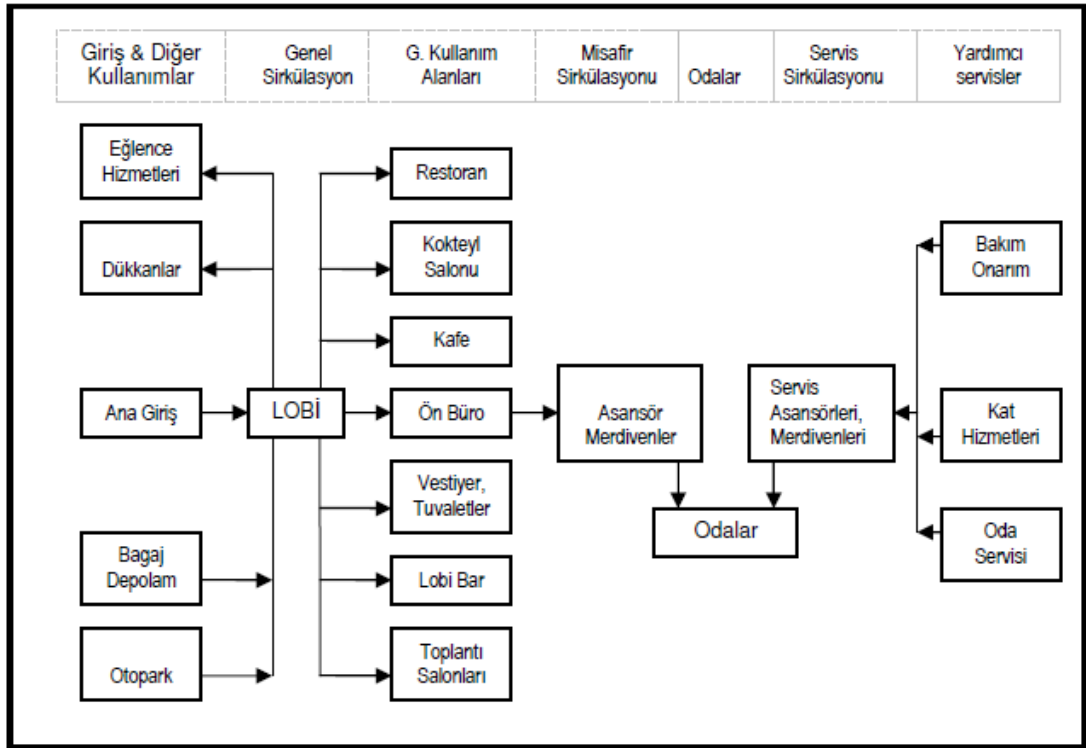 Giriş & Diğer
Kullanımlar
Genel
Sirkülasyon
G. Kullanım
Alanları
Misafir
Sirkülasyonu
Odalar
Servis
Sirkülasyonu
Yardımcı
servisler
Eğlence
Hizmetleri
Dükkanlar
Ana Giriş
Bagaj
Depolam
Otopark
LOBİ
Restoran
Kokteyl
Salonu
Kafe
Ön Büro
Vestiyer,
Tuvaletler
Lobi Bar
Toplantı
Salonları
Asansör
Merdivenler
Odalar
Servis
Asansörleri,
Merdivenleri
Bakım
Onarım
Kat
Hizmetleri
Oda
Servisi